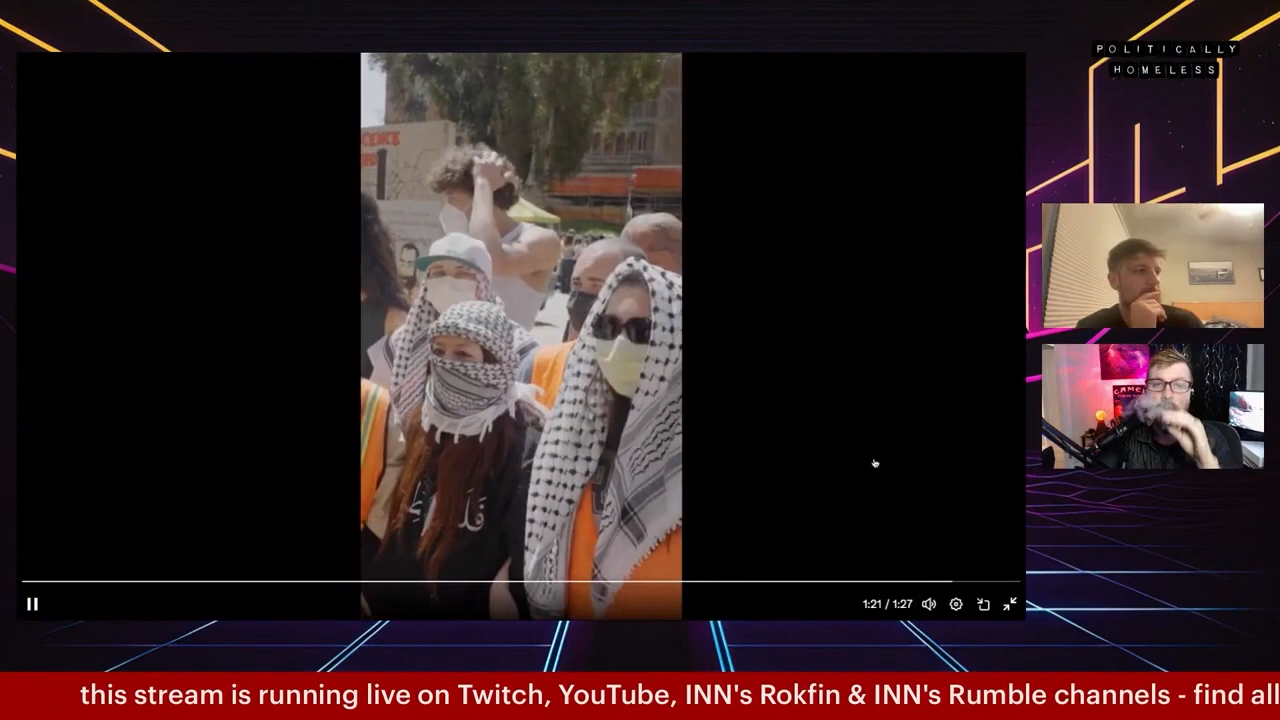 POLITICALLY
HOMELESS
CAMEL
1:21 / 1:27
this stream is running live on Twitch, YouTube, INN's Rokfin & INN's Rumble channels - find all